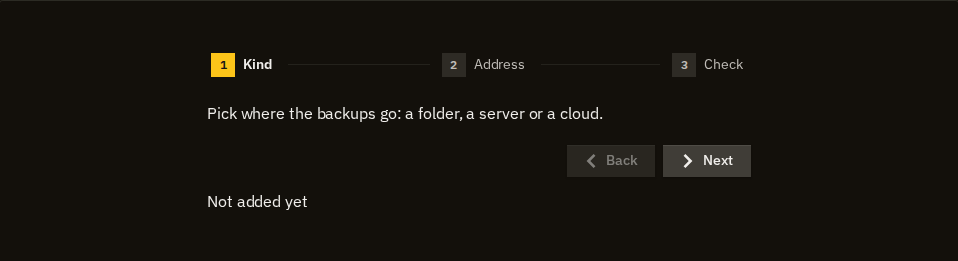 1 Kind 2 Address 3 Check
Pick where the backups go: a folder, a server or a cloud.
Back Next
Not added yet